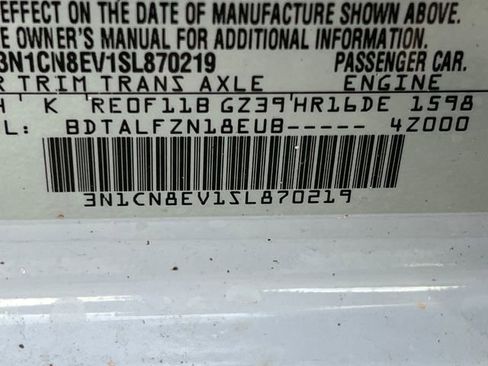 EFFECT ON THE DATE OF MANUFACTURE SHOWN ABOVE.
E OWNER'S MANUAL FOR ADDITIONAL INFORMATION.
3N1CN8EV1SL870219 PASSENGER CAR.
R TRIM TRANS AXLE ENGINE
H K RE0F11B GZ39 HR16DE 1598
L: BDTALFZN18EUB----- 4Z000
3N1CN8EV1SL870219